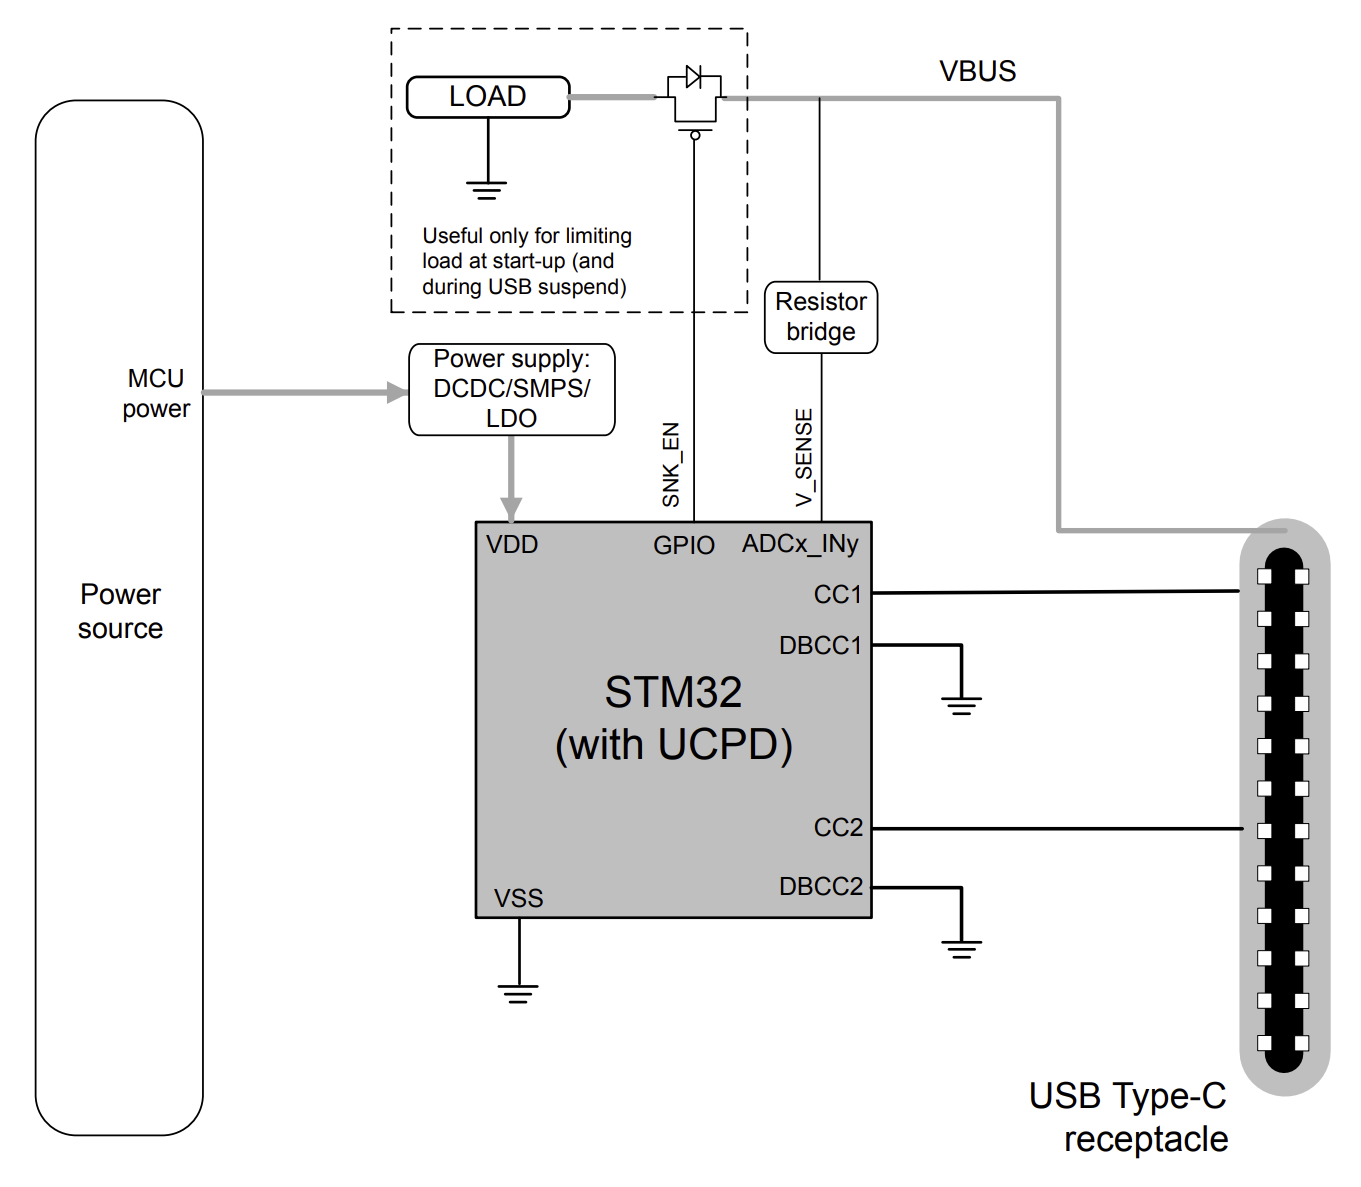 LOAD
VBUS
Useful only for limiting
load at start-up (and
during USB suspend)
Resistor
bridge
Power supply:
DCDC/SMPS/
LDO
MCU
power
SNK_EN
V_SENSE
VDD
GPIO
ADCx_INy
CC1
DBCC1
Power
source
STM32
(with UCPD)
CC2
DBCC2
VSS
USB Type-C
receptacle